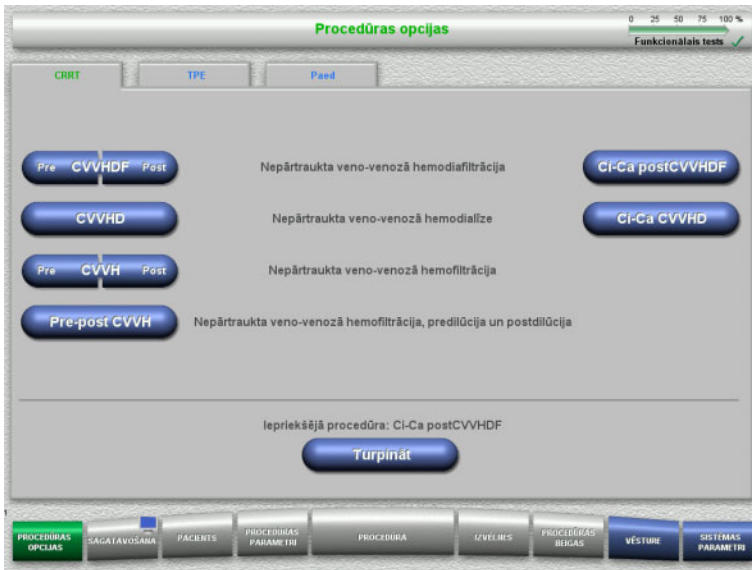 Procedūras opcijas
0 25 50 75 100 %
Funkcionālais tests
CRRT
TPE
Paed
Pre CVVHDF Post
Nepārtraukta veno-venozā hemodiafiltrācija
Ci-Ca postCVVHDF
CVVHD
Nepārtraukta veno-venozā hemodialīze
Ci-Ca CVVHD
Pre CVVH Post
Nepārtraukta veno-venozā hemofiltrācija
Pre-post CVVH
Nepārtraukta veno-venozā hemofiltrācija, predilūcija un postdilūcija
Iepriekšējā procedūra: Ci-Ca postCVVHDF
Turpināt
PROCEDŪRAS
OPCIJAS
SAGATAVOŠANA
PACIENTS
PROCEDŪRAS
PARAMETRI
PROCEDŪRA
IZVĒLNES
PROCEDŪRAS
BEIGAS
VĒSTURE
SISTĒMAS
PARAMETRI